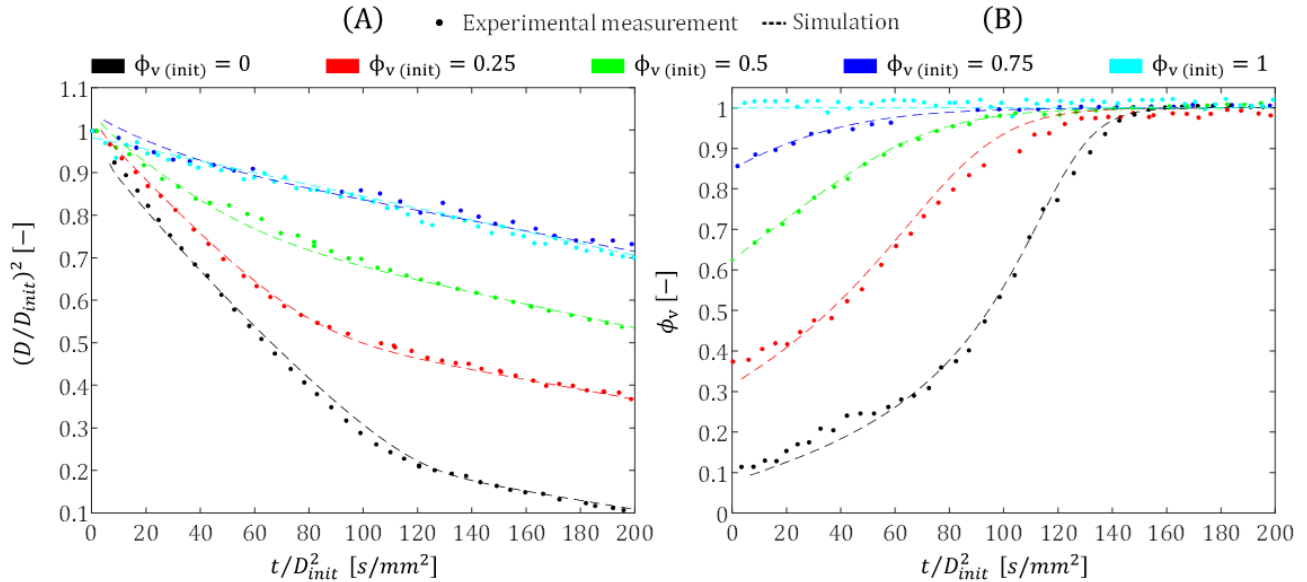 (A) (B)
• Experimental measurement --- Simulation
ϕv (init) = 0 ϕv (init) = 0.25 ϕv (init) = 0.5 ϕv (init) = 0.75 ϕv (init) = 1
1.1
1
0.9
0.8
0.7
0.6
0.5
0.4
0.3
0.2
0.1
(D/D_init)² [−]
0 20 40 60 80 100 120 140 160 180 200
t/D²_init [s/mm²]
1
0.9
0.8
0.7
0.6
0.5
0.4
0.3
0.2
0.1
0
ϕv [−]
0 20 40 60 80 100 120 140 160 180 200
t/D²_init [s/mm²]